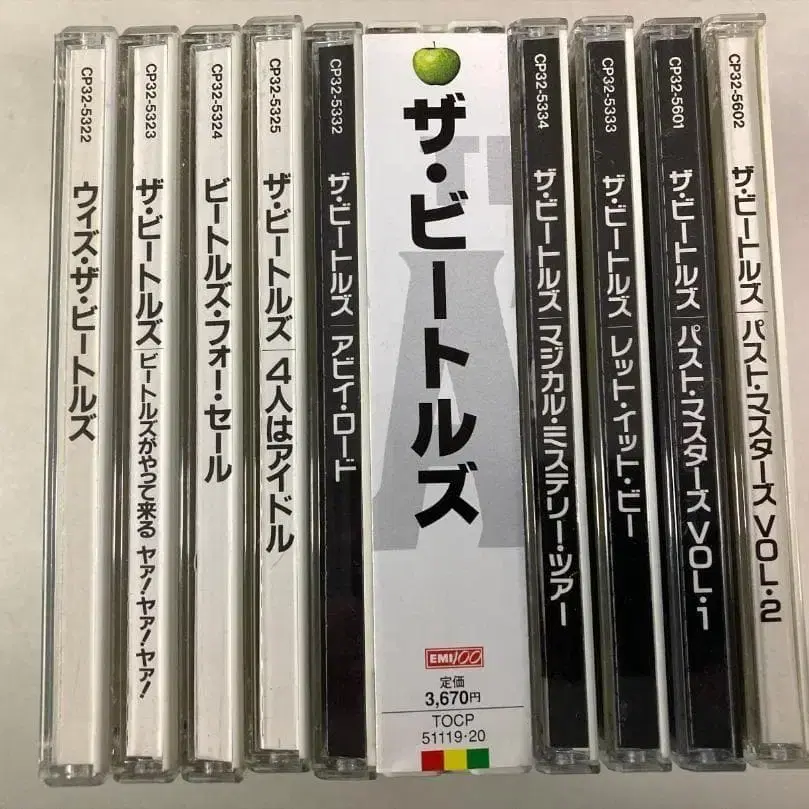 CP32-5322
ウィズ・ザ・ビートルズ
CP32-5323
ザ・ビートルズ ビートルズがやって来る ヤァ!・ヤァ!・ヤァ!
CP32-5324
ビートルズ・フォー・セール
CP32-5325
ザ・ビートルズ 4人はアイドル
CP32-5332
ザ・ビートルズ アビイ・ロード
ザ・ビートルズ
EMI100
定価
3,670円
TOCP
51119・20
CP32-5334
ザ・ビートルズ マジカル・ミステリー・ツアー
CP32-5333
ザ・ビートルズ レット・イット・ビー
CP32-5601
ザ・ビートルズ パスト・マスターズ VOL・1
CP32-5602
ザ・ビートルズ パスト・マスターズ VOL・2